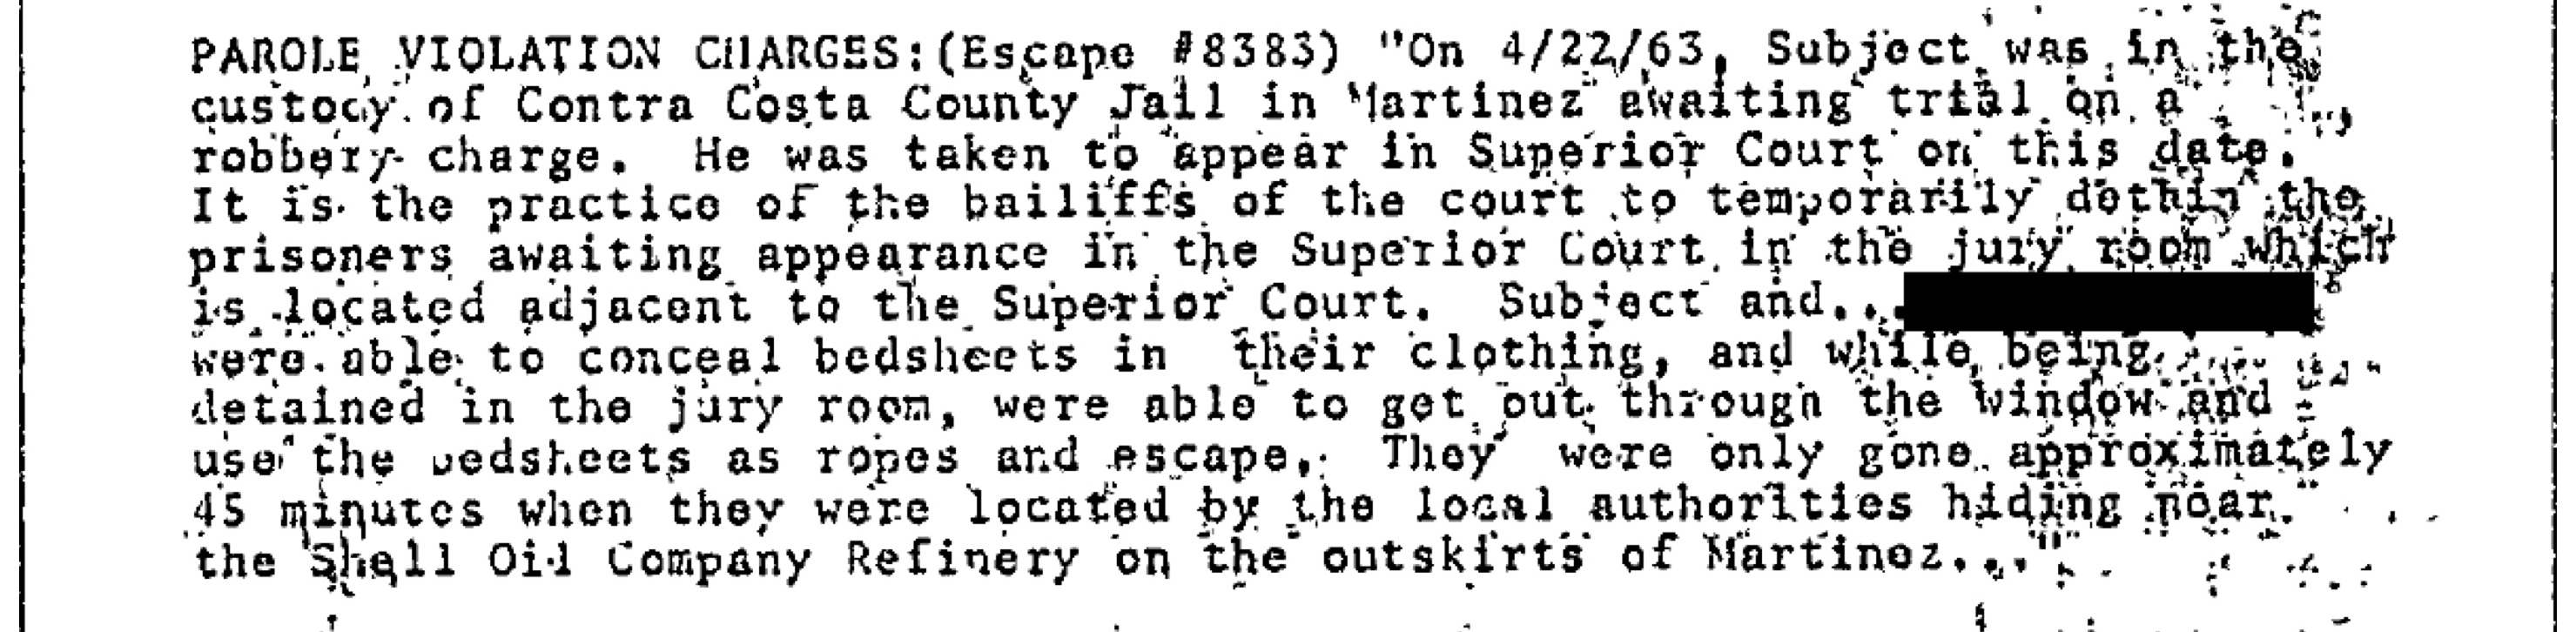 PAROLE VIOLATION CHARGES:(Escape #8383) "On 4/22/63, Subject was in the
custody of Contra Costa County Jail in Martinez awaiting trial on a
robbery charge.  He was taken to appear in Superior Court on this date.
It is the practice of the bailiffs of the court to temporarily detain the
prisoners awaiting appearance in the Superior Court in the jury room which
is located adjacent to the Superior Court.  Subject and...
were able to conceal bedsheets in  their clothing, and while being
detained in the jury room, were able to get out through the window and
use the bedsheets as ropes and escape.  They  were only gone approximately
45 minutes when they were located by the local authorities hiding near
the Shell Oil Company Refinery on the outskirts of Martinez..."